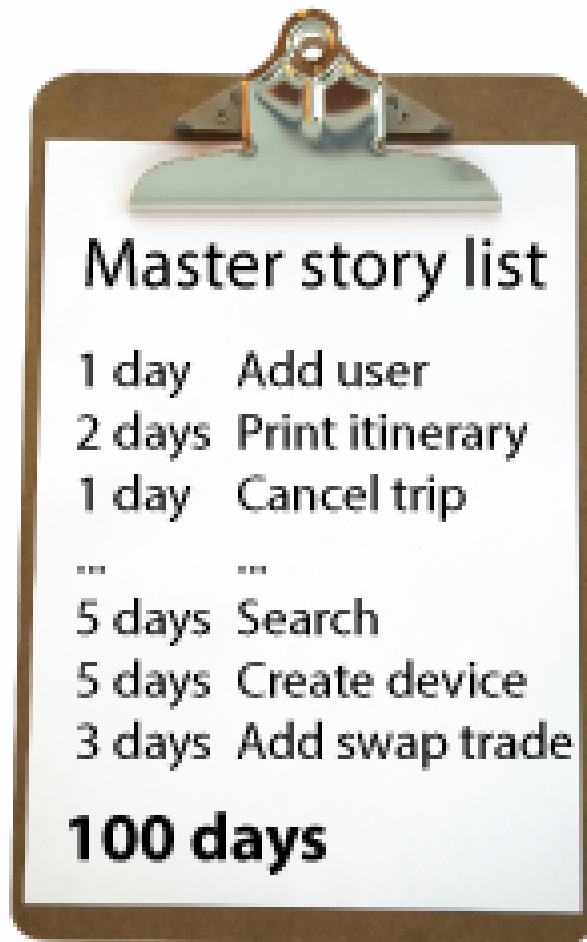 Master story list
1 day Add user
2 days Print itinerary
1 day Cancel trip
... ...
5 days Search
5 days Create device
3 days Add swap trade
100 days